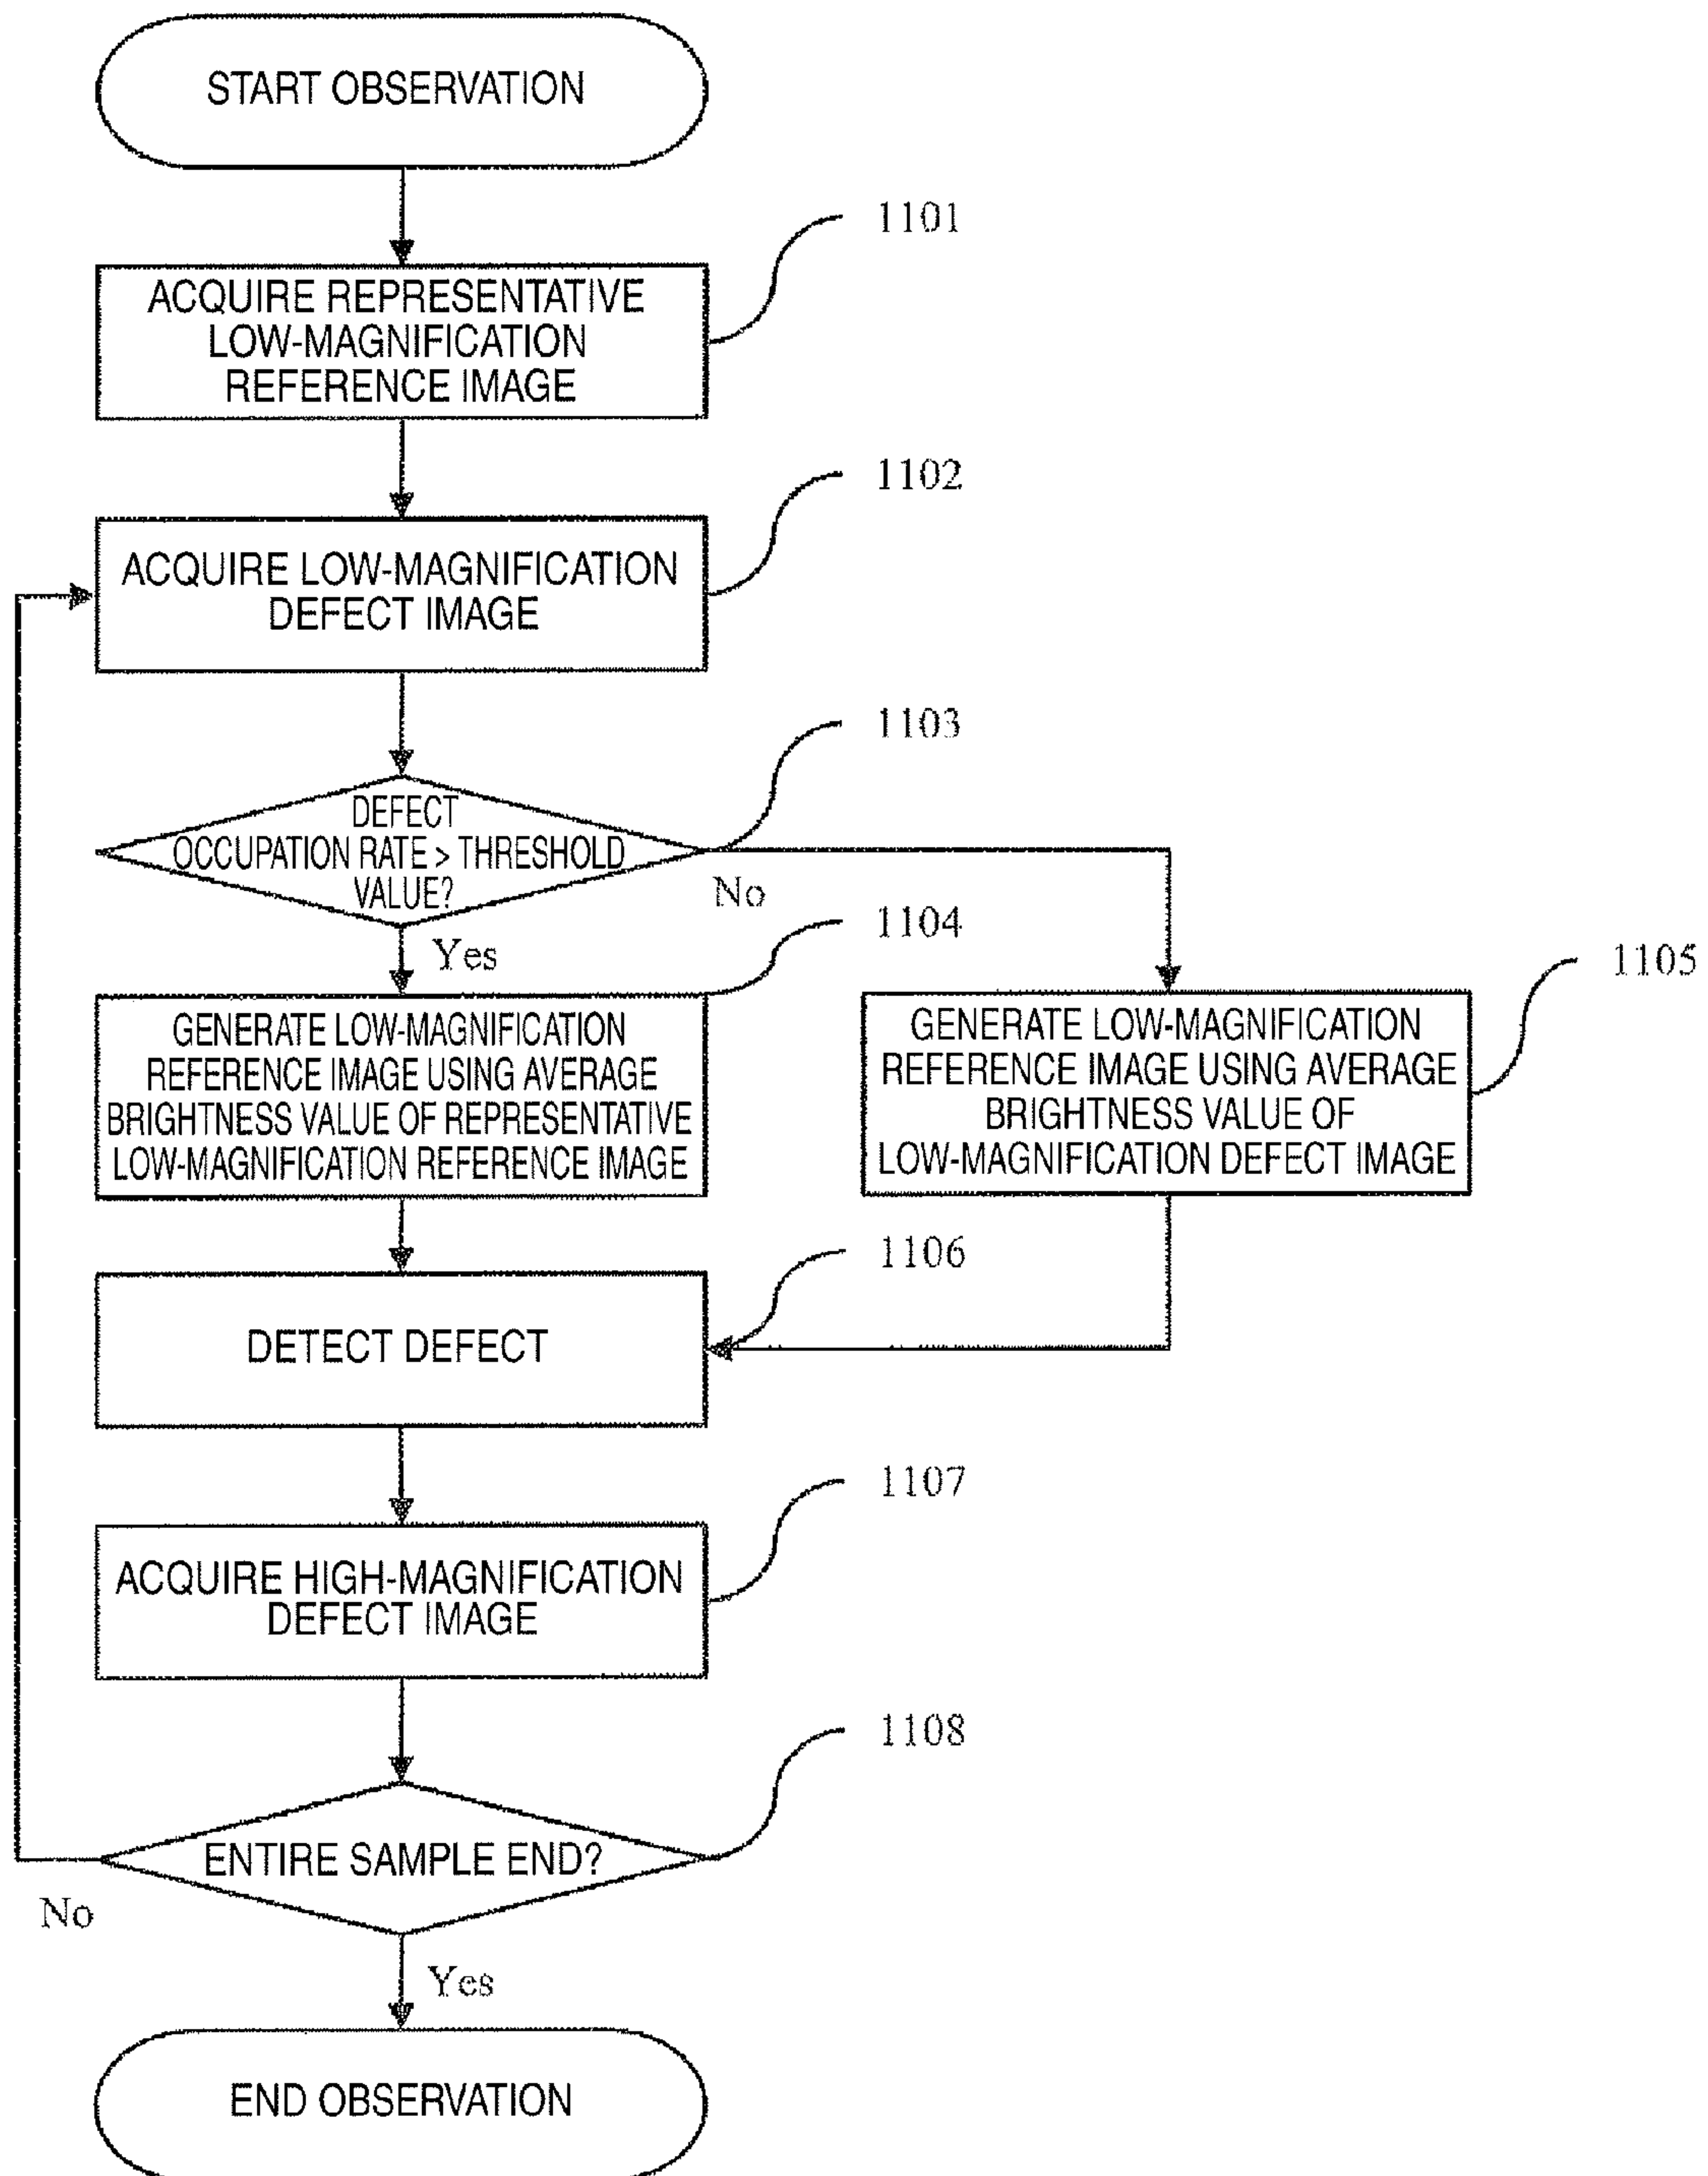 START OBSERVATION
1101
ACQUIRE REPRESENTATIVE
LOW-MAGNIFICATION
REFERENCE IMAGE
1102
ACQUIRE LOW-MAGNIFICATION
DEFECT IMAGE
1103
DEFECT
OCCUPATION RATE > THRESHOLD
VALUE?
No
Yes
1104
GENERATE LOW-MAGNIFICATION
REFERENCE IMAGE USING AVERAGE
BRIGHTNESS VALUE OF REPRESENTATIVE
LOW-MAGNIFICATION REFERENCE IMAGE
1105
GENERATE LOW-MAGNIFICATION
REFERENCE IMAGE USING AVERAGE
BRIGHTNESS VALUE OF
LOW-MAGNIFICATION DEFECT IMAGE
1106
DETECT DEFECT
1107
ACQUIRE HIGH-MAGNIFICATION
DEFECT IMAGE
1108
ENTIRE SAMPLE END?
No
Yes
END OBSERVATION